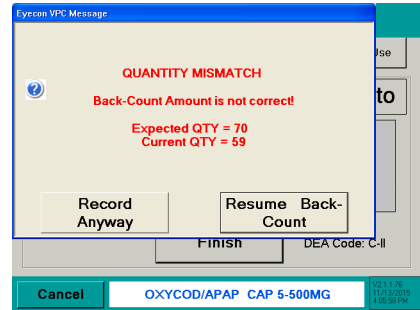 Eyecon VPC Message
QUANTITY MISMATCH
Back-Count Amount is not correct!
Expected QTY = 70
Current QTY = 59
Record Anyway
Resume Back-Count
to
Finish
DEA Code: C-II
Cancel
OXYCOD/APAP CAP 5-500MG
V2.1.1.76
11/13/2015
4:05:58 PM